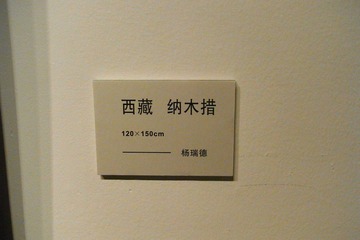 西藏 纳木措
120×150cm
——— 杨瑞德